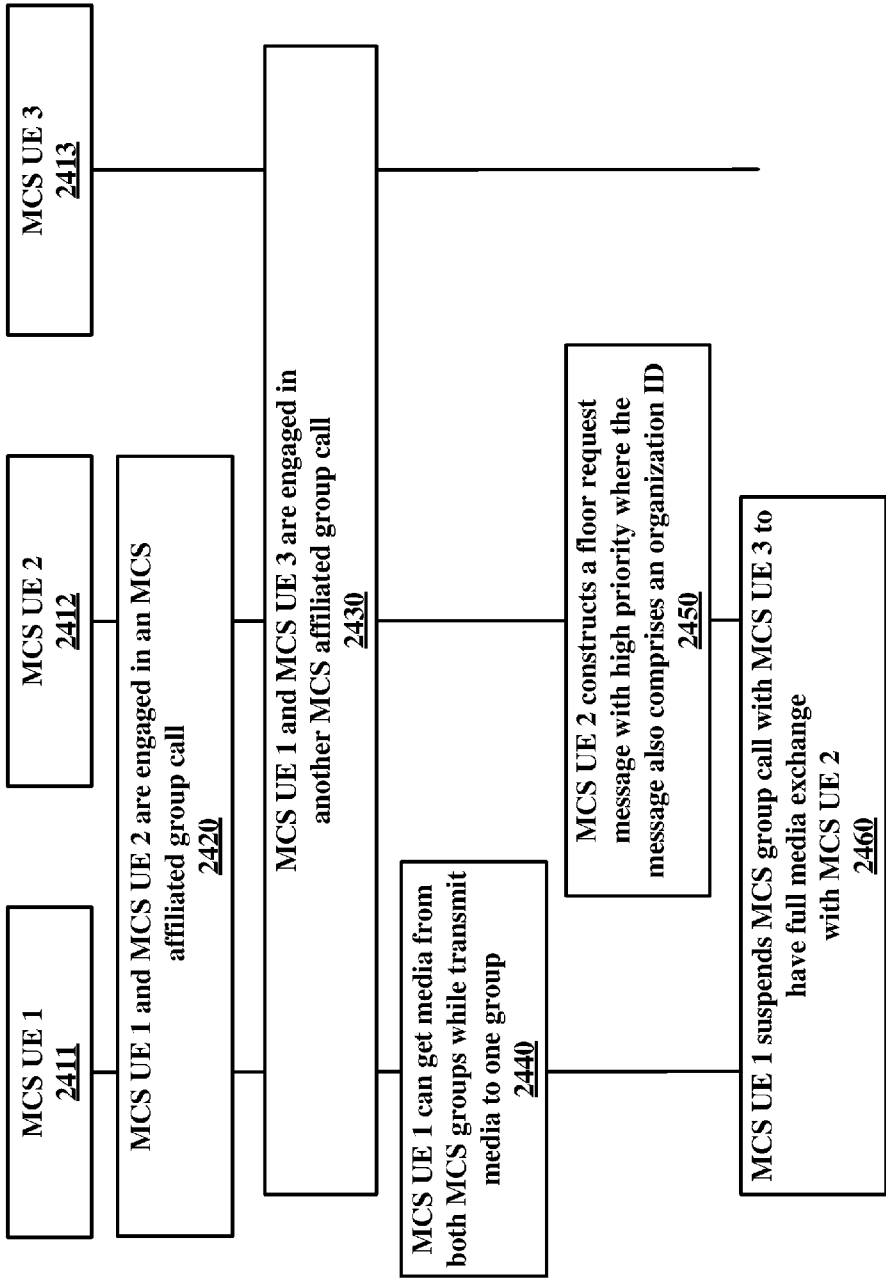 MCS UE 1
2411
MCS UE 2
2412
MCS UE 3
2413
MCS UE 1 and MCS UE 2 are engaged in an MCS
affiliated group call
2420
MCS UE 1 and MCS UE 3 are engaged in
another MCS affiliated group call
2430
MCS UE 1 can get media from
both MCS groups while transmit
media to one group
2440
MCS UE 2 constructs a floor request
message with high priority where the
message also comprises an organization ID
2450
MCS UE 1 suspends MCS group call with MCS UE 3 to
have full media exchange
with MCS UE 2
2460